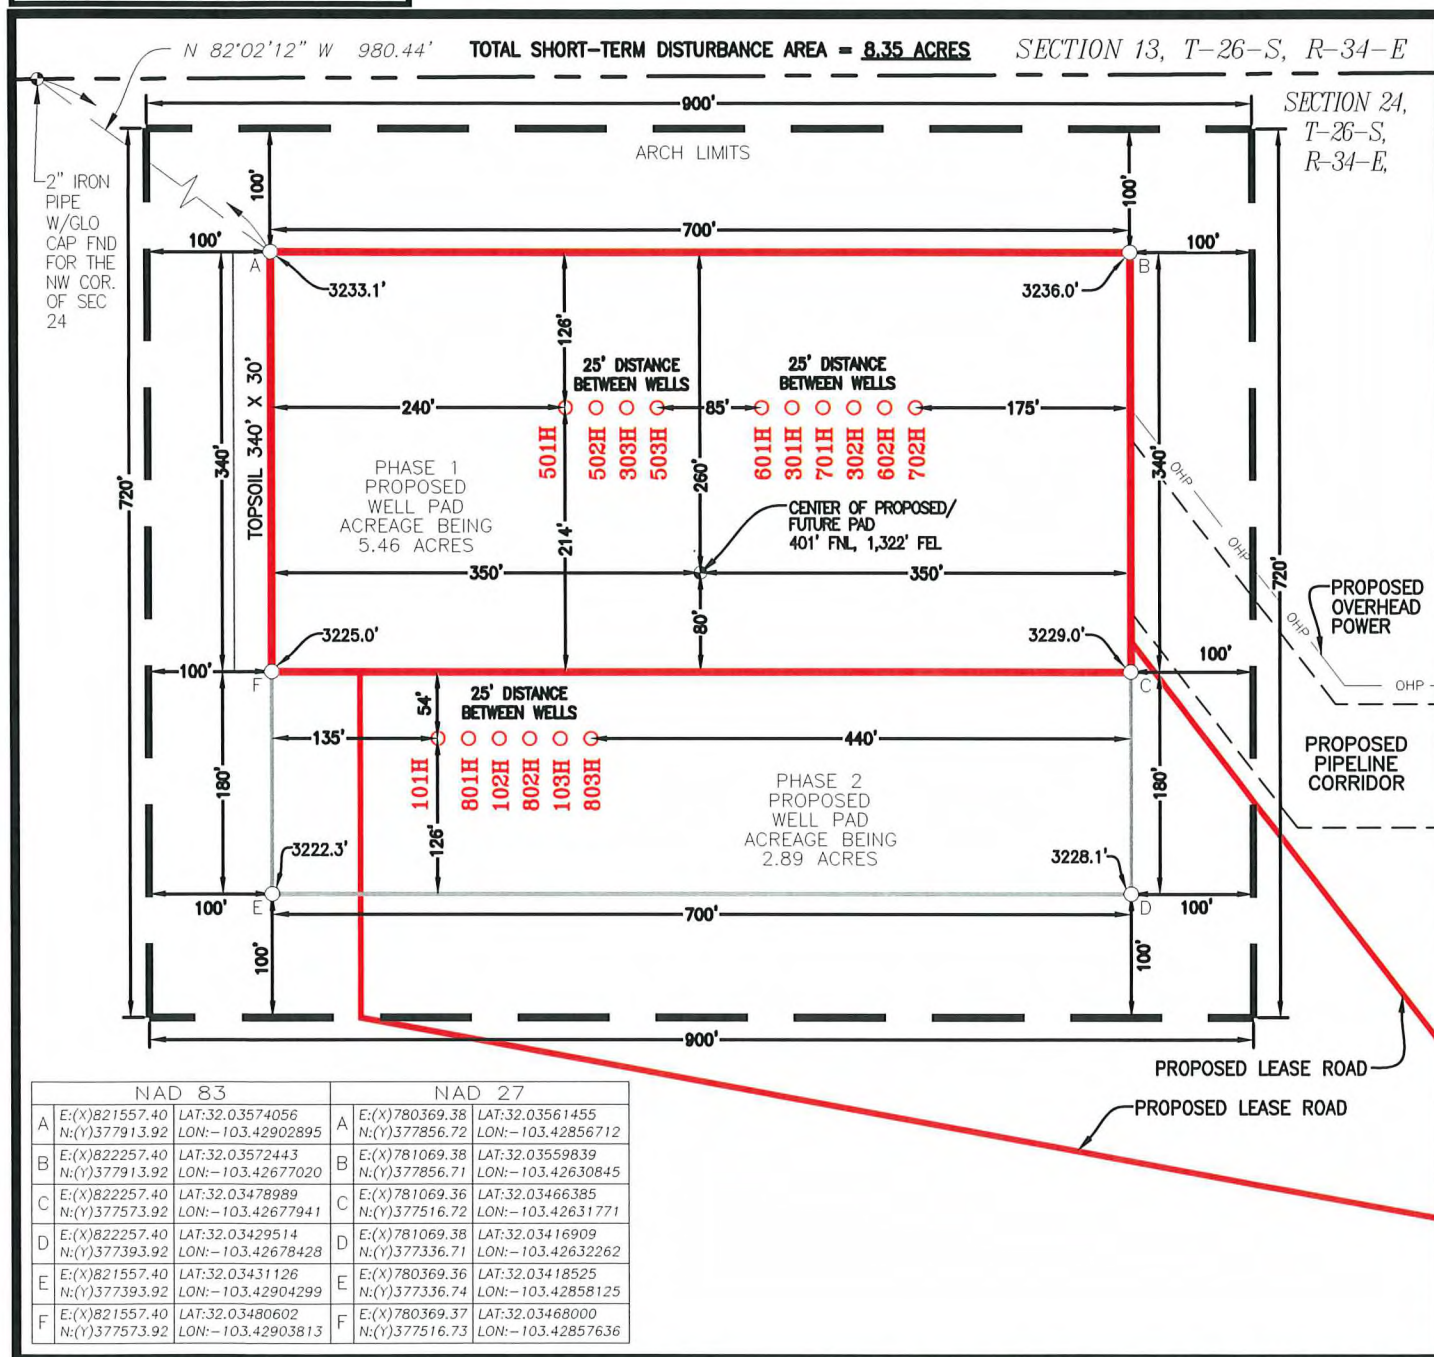 N 82°02'12" W 980.44'
TOTAL SHORT-TERM DISTURBANCE AREA = 8.35 ACRES
SECTION 13, T-26-S, R-34-E
SECTION 24,
T-26-S,
R-34-E,
900'
ARCH LIMITS
2" IRON
PIPE
W/GLO
CAP FND
FOR THE
NW COR.
OF SEC
24
100'
100'
700'
100'
100'
A
B
3233.1'
3236.0'
126'
25' DISTANCE
BETWEEN WELLS
25' DISTANCE
BETWEEN WELLS
TOPSOIL 340' X 30'
240'
85'
175'
501H
502H
303H
503H
601H
301H
701H
302H
602H
702H
340'
340'
720'
720'
PHASE 1
PROPOSED
WELL PAD
ACREAGE BEING
5.46 ACRES
260'
214'
CENTER OF PROPOSED/
FUTURE PAD
401' FNL, 1,322' FEL
350'
350'
80'
OHP
OHP
OHP
OHP
PROPOSED
OVERHEAD
POWER
3225.0'
3229.0'
100'
100'
F
C
54'
25' DISTANCE
BETWEEN WELLS
135'
440'
101H
801H
102H
802H
103H
803H
180'
180'
126'
PHASE 2
PROPOSED
WELL PAD
ACREAGE BEING
2.89 ACRES
PROPOSED
PIPELINE
CORRIDOR
3222.3'
3228.1'
100'
100'
E
D
700'
100'
100'
900'
PROPOSED LEASE ROAD
PROPOSED LEASE ROAD
NAD 83 NAD 27
A E:(X)821557.40 LAT:32.03574056 A E:(X)780369.38 LAT:32.03561455
N:(Y)377913.92 LON:-103.42902895 N:(Y)377856.72 LON:-103.42856712
B E:(X)822257.40 LAT:32.03572443 B E:(X)781069.38 LAT:32.03559839
N:(Y)377913.92 LON:-103.42677020 N:(Y)377856.71 LON:-103.42630845
C E:(X)822257.40 LAT:32.03478989 C E:(X)781069.36 LAT:32.03466385
N:(Y)377573.92 LON:-103.42677941 N:(Y)377516.72 LON:-103.42631771
D E:(X)822257.40 LAT:32.03429514 D E:(X)781069.38 LAT:32.03416909
N:(Y)377393.92 LON:-103.42678428 N:(Y)377336.71 LON:-103.42632262
E E:(X)821557.40 LAT:32.03431126 E E:(X)780369.36 LAT:32.03418525
N:(Y)377393.92 LON:-103.42904299 N:(Y)377336.74 LON:-103.42858125
F E:(X)821557.40 LAT:32.03480602 F E:(X)780369.37 LAT:32.03468000
N:(Y)377573.92 LON:-103.42903813 N:(Y)377516.73 LON:-103.42857636